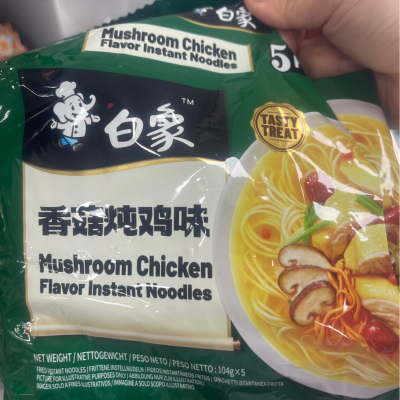 白象
Mushroom Chicken
Flavor Instant Noodles
TM
白象
TASTY
TREAT
香菇炖鸡味
Mushroom Chicken
Flavor Instant Noodles
NET WEIGHT / NETTOGEWICHT / PESO NETO / PESO NETTO : 104g×5